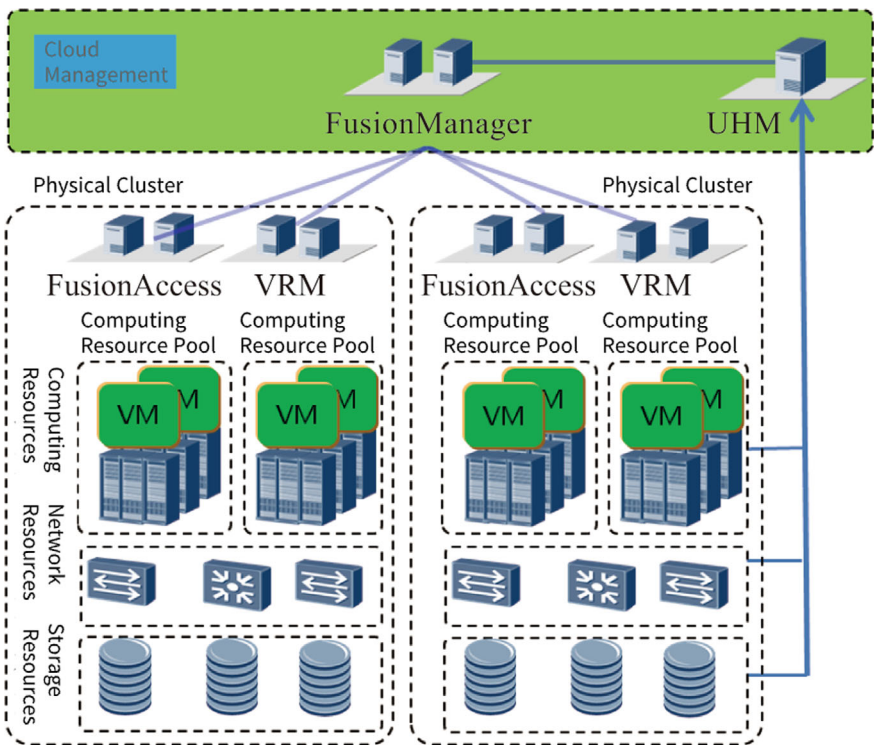 Cloud
Management
FusionManager
UHM
Physical Cluster
Physical Cluster
FusionAccess
VRM
FusionAccess
VRM
Computing
Resource Pool
Computing
Resource Pool
Computing
Resource Pool
Computing
Resource Pool
Computing
Resources
VM
VM
VM
VM
M
M
M
M
Network
Resources
Storage
Resources